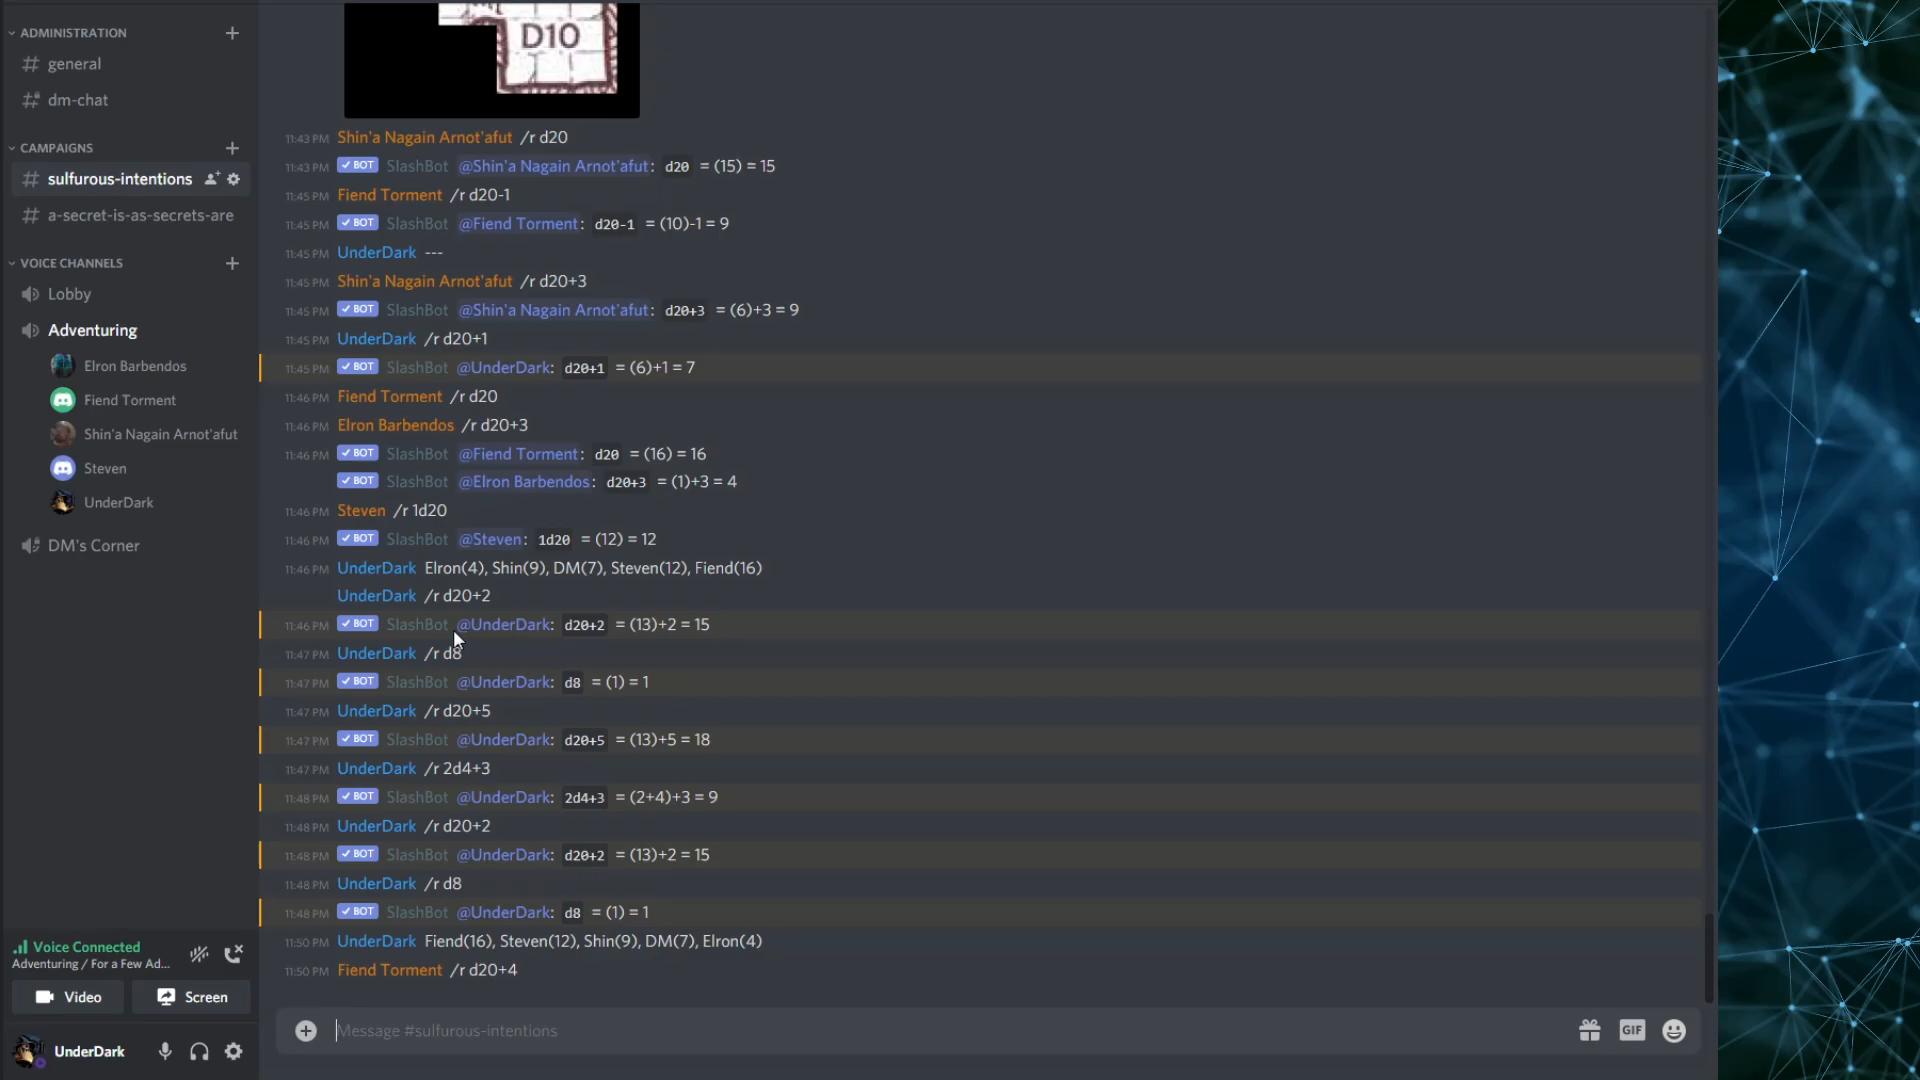 ADMINISTRATION
general
dm-chat
CAMPAIGNS
sulfurous-intentions
a-secret-is-as-secrets-are
VOICE CHANNELS
Lobby
Adventuring
Elron Barbendos
Fiend Torment
Shin'a Nagain Arnot'afut
Steven
UnderDark
DM's Corner
Voice Connected
Adventuring / For a Few Ad...
Video Screen
UnderDark
D10
11:43 PM Shin'a Nagain Arnot'afut /r d20
11:43 PM BOT SlashBot @Shin'a Nagain Arnot'afut: d20 = (15) = 15
11:45 PM Fiend Torment /r d20-1
11:45 PM BOT SlashBot @Fiend Torment: d20-1 = (10)-1 = 9
11:45 PM UnderDark ---
11:45 PM Shin'a Nagain Arnot'afut /r d20+3
11:45 PM BOT SlashBot @Shin'a Nagain Arnot'afut: d20+3 = (6)+3 = 9
11:45 PM UnderDark /r d20+1
11:45 PM BOT SlashBot @UnderDark: d20+1 = (6)+1 = 7
11:46 PM Fiend Torment /r d20
11:46 PM Elron Barbendos /r d20+3
11:46 PM BOT SlashBot @Fiend Torment: d20 = (16) = 16
BOT SlashBot @Elron Barbendos: d20+3 = (1)+3 = 4
11:46 PM Steven /r 1d20
11:46 PM BOT SlashBot @Steven: 1d20 = (12) = 12
11:46 PM UnderDark Elron(4), Shin(9), DM(7), Steven(12), Fiend(16)
UnderDark /r d20+2
11:46 PM BOT SlashBot @UnderDark: d20+2 = (13)+2 = 15
11:47 PM UnderDark /r d8
11:47 PM BOT SlashBot @UnderDark: d8 = (1) = 1
11:47 PM UnderDark /r d20+5
11:47 PM BOT SlashBot @UnderDark: d20+5 = (13)+5 = 18
11:47 PM UnderDark /r 2d4+3
11:48 PM BOT SlashBot @UnderDark: 2d4+3 = (2+4)+3 = 9
11:48 PM UnderDark /r d20+2
11:48 PM BOT SlashBot @UnderDark: d20+2 = (13)+2 = 15
11:48 PM UnderDark /r d8
11:48 PM BOT SlashBot @UnderDark: d8 = (1) = 1
11:50 PM UnderDark Fiend(16), Steven(12), Shin(9), DM(7), Elron(4)
11:50 PM Fiend Torment /r d20+4
Message #sulfurous-intentions
GIF